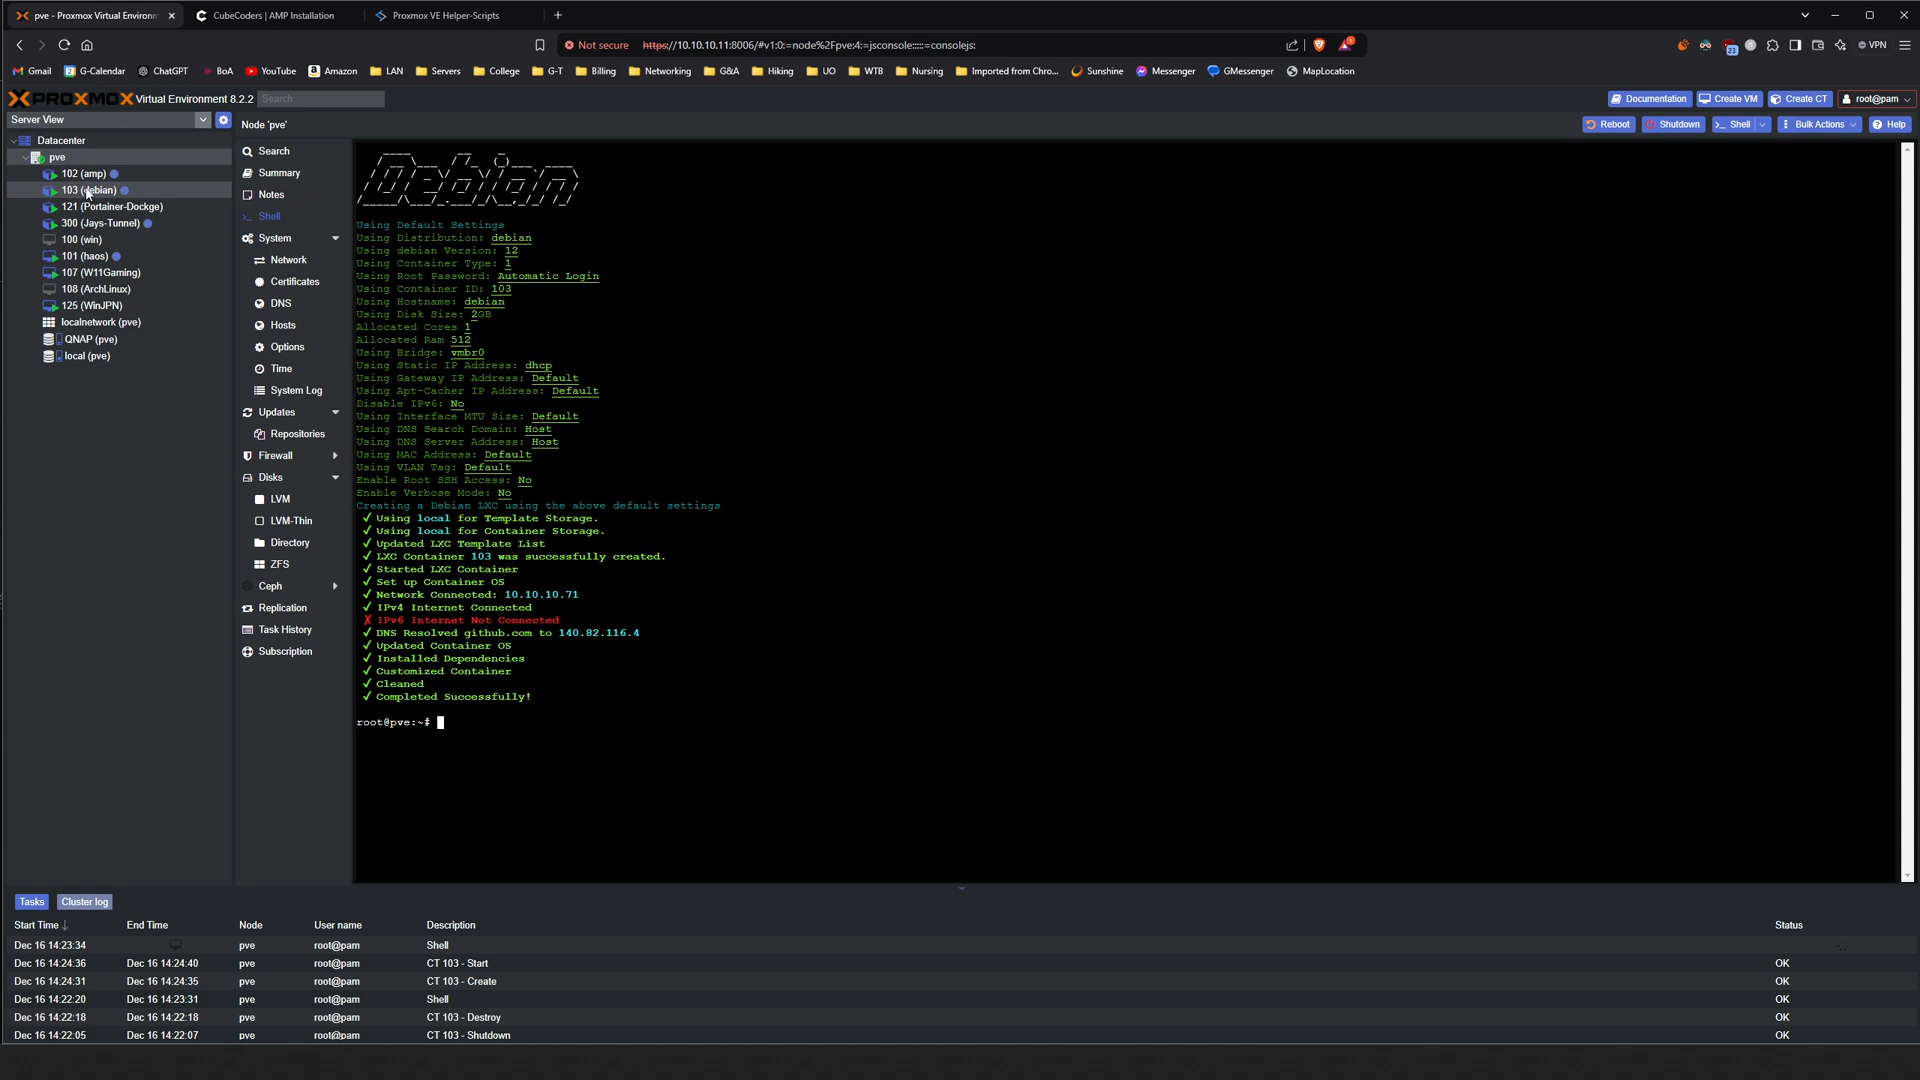 pve - Proxmox Virtual Environm
CubeCoders | AMP Installation
Proxmox VE Helper-Scripts
Not secure https://10.10.10.11:8006/#v1:0:=node%2Fpve:4:=jsconsole:::::=consolejs:
1
23
VPN
Gmail G-Calendar ChatGPT BoA YouTube Amazon LAN Servers College G-T Billing Networking G&A Hiking UO WTB Nursing Imported from Chro... Sunshine Messenger GMessenger MapLocation
PROXMOX Virtual Environment 8.2.2 Search
Documentation Create VM Create CT root@pam
Server View
Node 'pve'
Reboot Shutdown Shell Bulk Actions Help
Datacenter
pve
102 (amp)
103 (debian)
121 (Portainer-Dockge)
300 (Jays-Tunnel)
100 (win)
101 (haos)
107 (W11Gaming)
108 (ArchLinux)
125 (WinJPN)
localnetwork (pve)
QNAP (pve)
local (pve)
Search
Summary
Notes
Shell
System
Network
Certificates
DNS
Hosts
Options
Time
System Log
Updates
Repositories
Firewall
Disks
LVM
LVM-Thin
Directory
ZFS
Ceph
Replication
Task History
Subscription
Debian
Using Default Settings
Using Distribution: debian
Using debian Version: 12
Using Container Type: 1
Using Root Password: Automatic Login
Using Container ID: 103
Using Hostname: debian
Using Disk Size: 2GB
Allocated Cores 1
Allocated Ram 512
Using Bridge: vmbr0
Using Static IP Address: dhcp
Using Gateway IP Address: Default
Using Apt-Cacher IP Address: Default
Disable IPv6: No
Using Interface MTU Size: Default
Using DNS Search Domain: Host
Using DNS Server Address: Host
Using MAC Address: Default
Using VLAN Tag: Default
Enable Root SSH Access: No
Enable Verbose Mode: No
Creating a Debian LXC using the above default settings
✓ Using local for Template Storage.
✓ Using local for Container Storage.
✓ Updated LXC Template List
✓ LXC Container 103 was successfully created.
✓ Started LXC Container
✓ Set up Container OS
✓ Network Connected: 10.10.10.71
✓ IPv4 Internet Connected
✗ IPv6 Internet Not Connected
✓ DNS Resolved github.com to 140.82.116.4
✓ Updated Container OS
✓ Installed Dependencies
✓ Customized Container
✓ Cleaned
✓ Completed Successfully!
root@pve:~#
Tasks Cluster log
Start Time End Time Node User name Description Status
Dec 16 14:23:34 pve root@pam Shell
Dec 16 14:24:36 Dec 16 14:24:40 pve root@pam CT 103 - Start OK
Dec 16 14:24:31 Dec 16 14:24:35 pve root@pam CT 103 - Create OK
Dec 16 14:22:20 Dec 16 14:23:31 pve root@pam Shell OK
Dec 16 14:22:18 Dec 16 14:22:18 pve root@pam CT 103 - Destroy OK
Dec 16 14:22:05 Dec 16 14:22:07 pve root@pam CT 103 - Shutdown OK